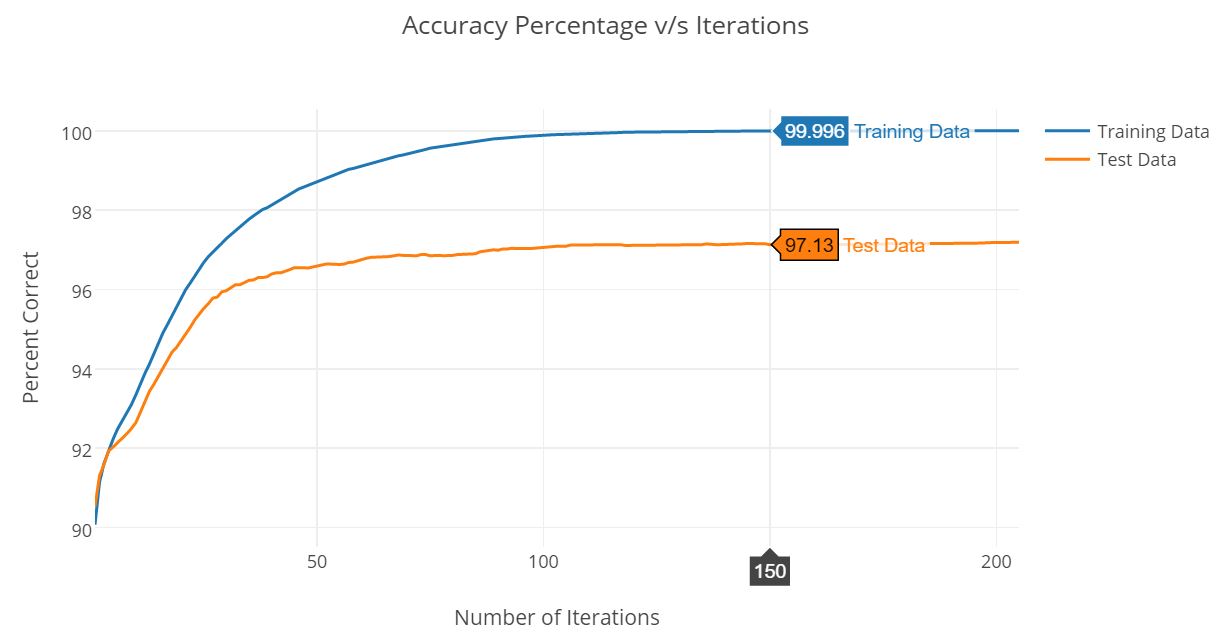 Accuracy Percentage v/s Iterations
100
98
96
94
92
90
Percent Correct
99.996 Training Data
97.13 Test Data
Training Data
Test Data
50 100 150 200
Number of Iterations